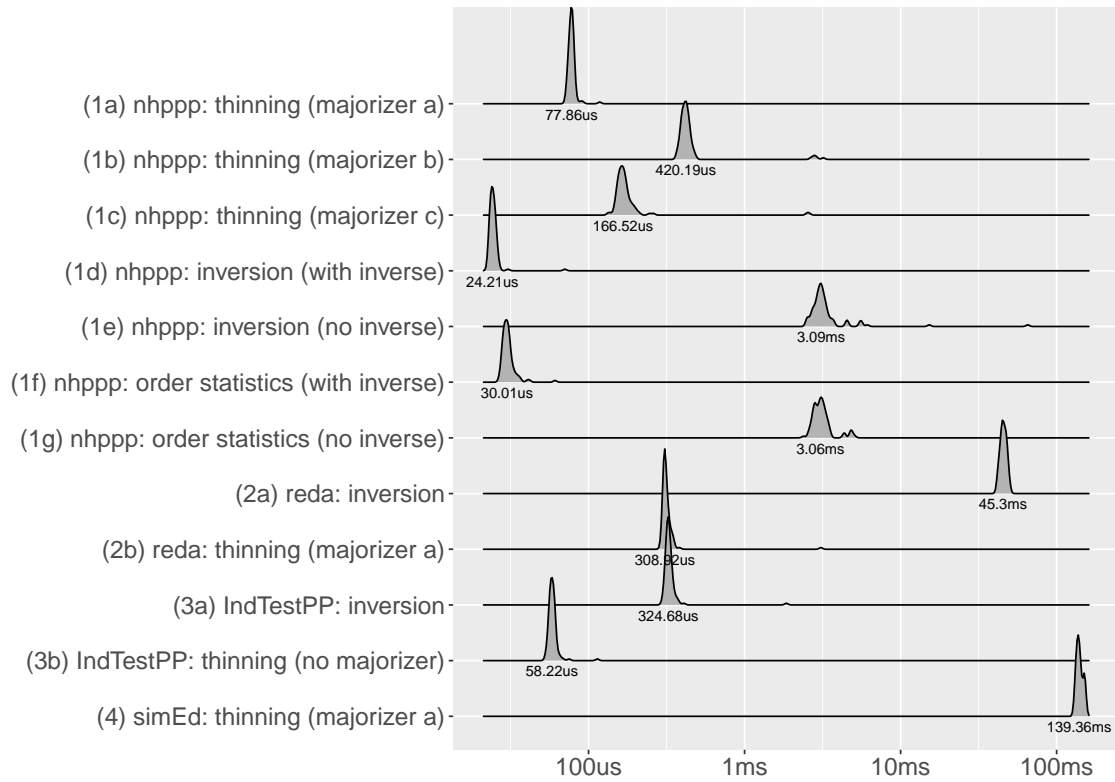 (1a) nhppp: thinning (majorizer a)
77.86us
(1b) nhppp: thinning (majorizer b)
420.19us
(1c) nhppp: thinning (majorizer c)
166.52us
(1d) nhppp: inversion (with inverse)
24.21us
(1e) nhppp: inversion (no inverse)
3.09ms
(1f) nhppp: order statistics (with inverse)
30.01us
(1g) nhppp: order statistics (no inverse)
3.06ms
(2a) reda: inversion
45.3ms
(2b) reda: thinning (majorizer a)
308.92us
(3a) IndTestPP: inversion
324.68us
(3b) IndTestPP: thinning (no majorizer)
58.22us
(4) simEd: thinning (majorizer a)
139.36ms
100us 1ms 10ms 100ms